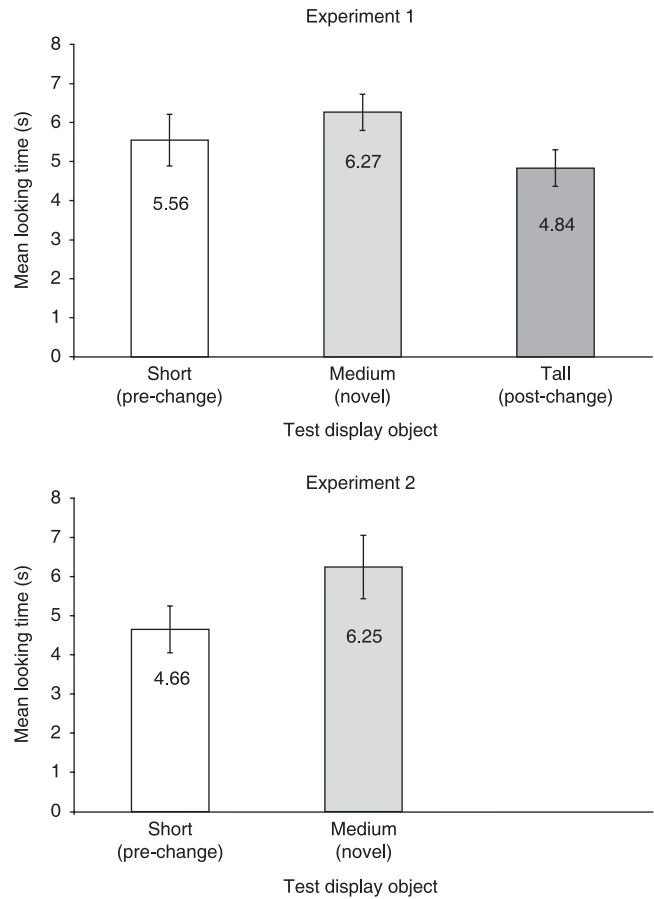 Experiment 1
Mean looking time (s)
8
7
6
5
4
3
2
1
0
5.56
6.27
4.84
Short
(pre-change)
Medium
(novel)
Tall
(post-change)
Test display object
Experiment 2
Mean looking time (s)
8
7
6
5
4
3
2
1
0
4.66
6.25
Short
(pre-change)
Medium
(novel)
Test display object